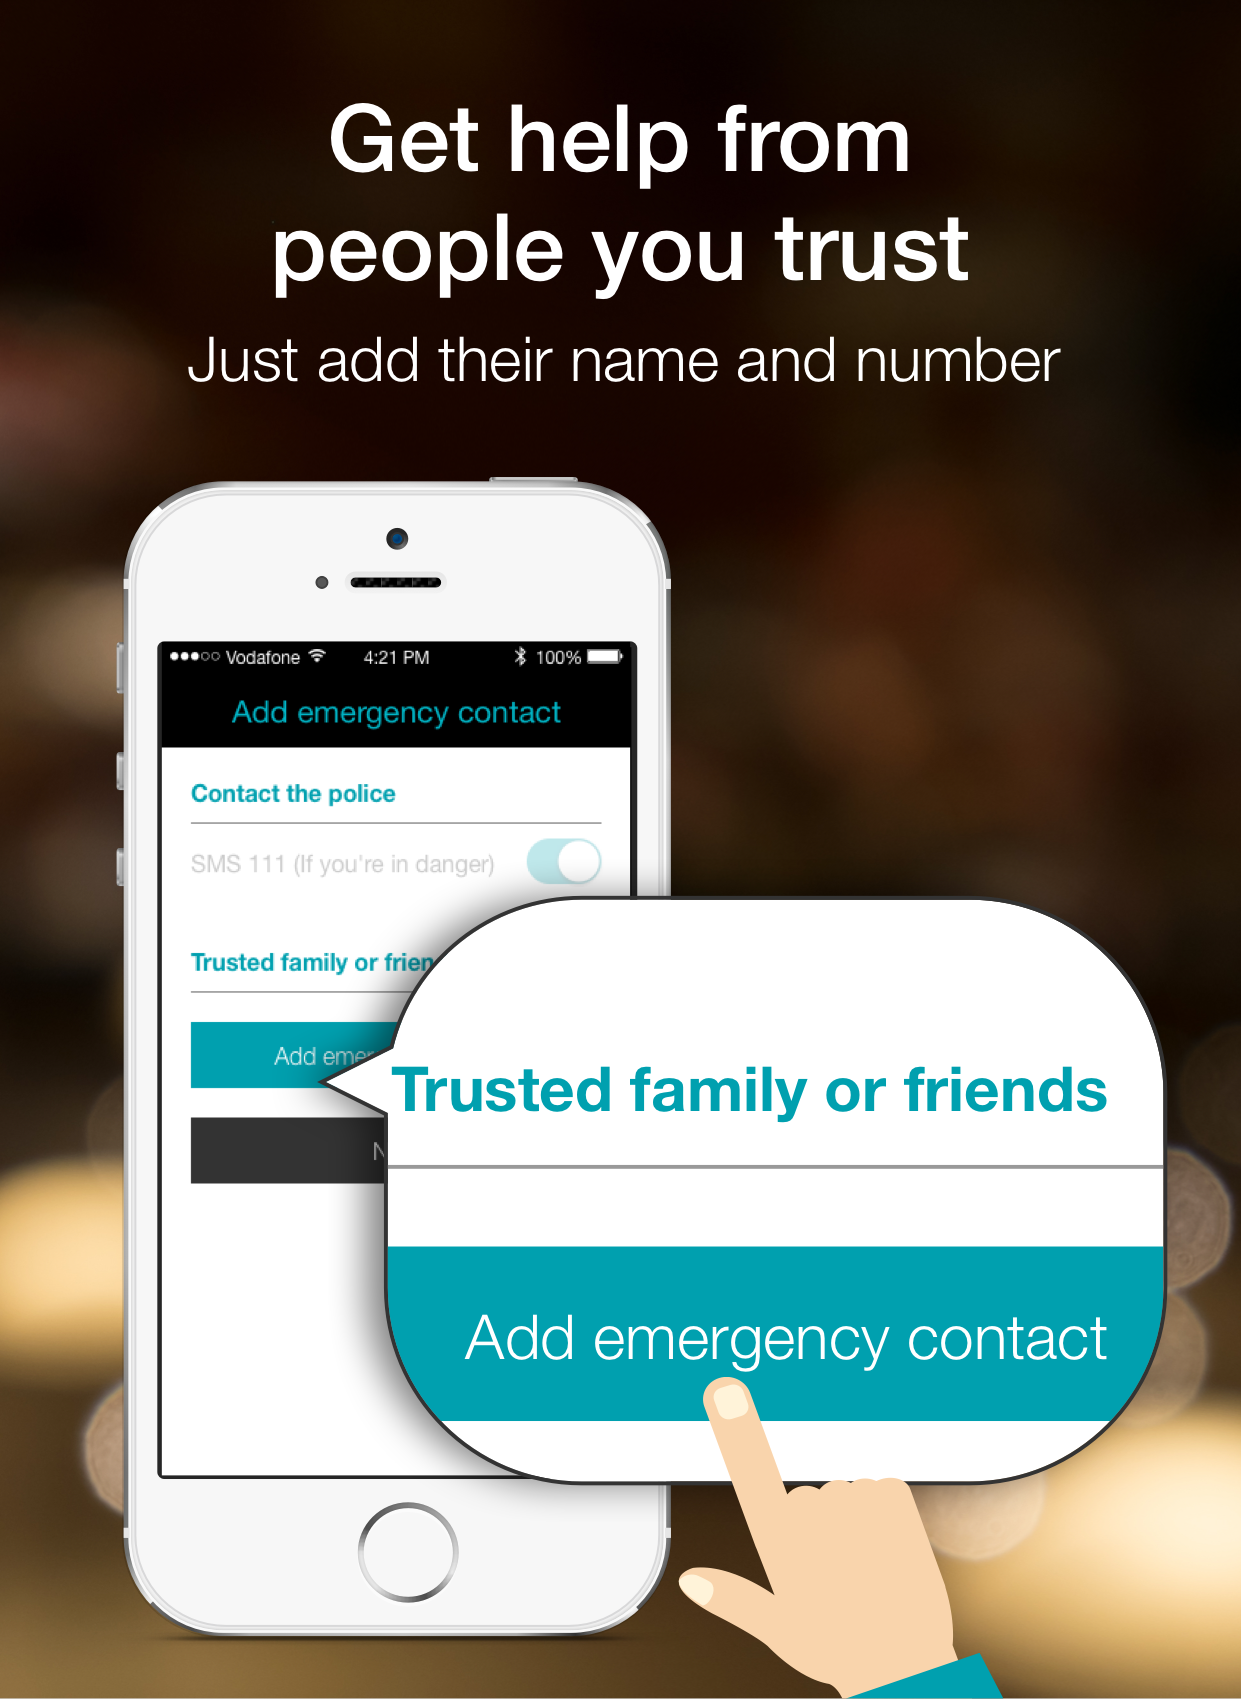 Get help from
people you trust
Just add their name and number
Vodafone 4:21 PM 100%
Add emergency contact
Contact the police
SMS 111 (If you're in danger)
Trusted family or
Add
Trusted family or friends
Add emergency contact